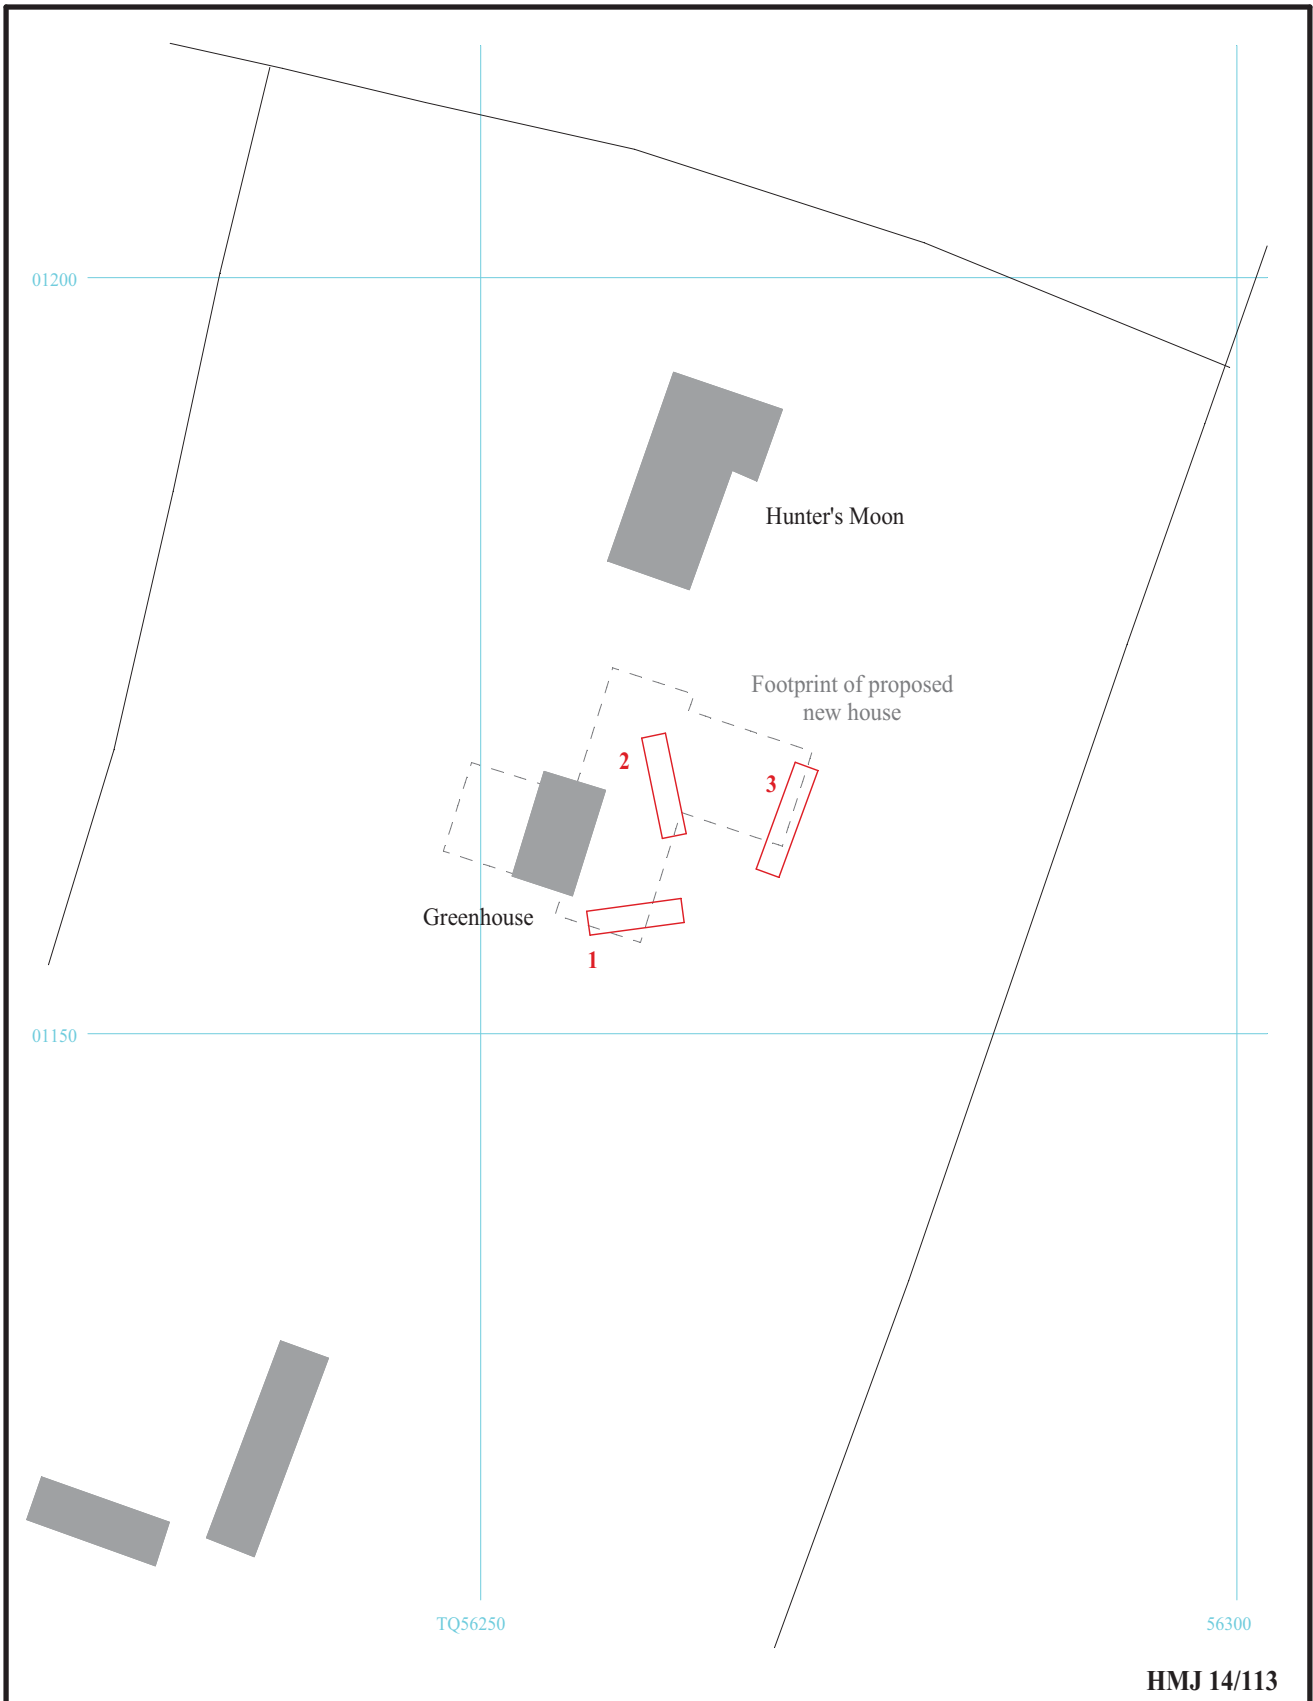 01200
Hunter's Moon
Footprint of proposed
new house
2
3
Greenhouse
1
01150
TQ56250
56300
HMJ 14/113